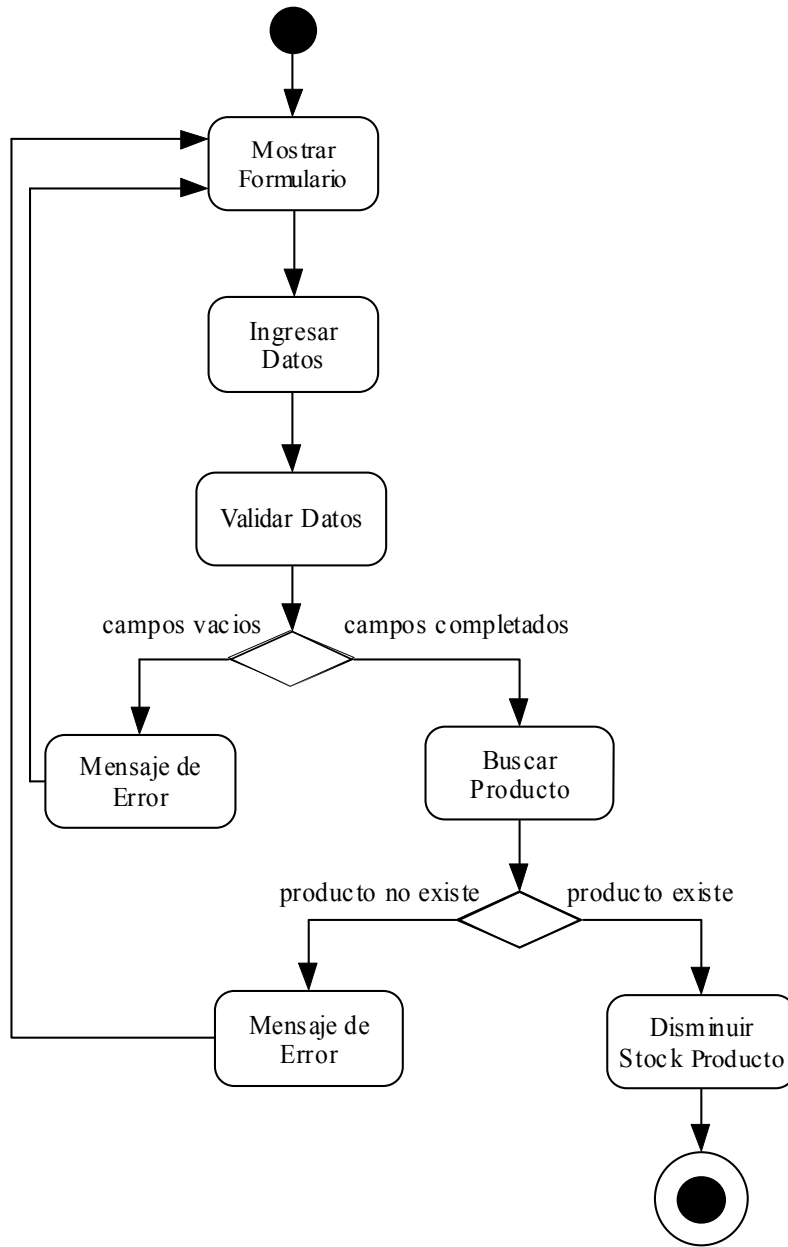 Mostrar
Formulario
Ingresar
Datos
Validar Datos
campos vacios
campos completados
Mensaje de
Error
Buscar
Producto
producto no existe
producto existe
Mensaje de
Error
Disminuir
Stock Producto